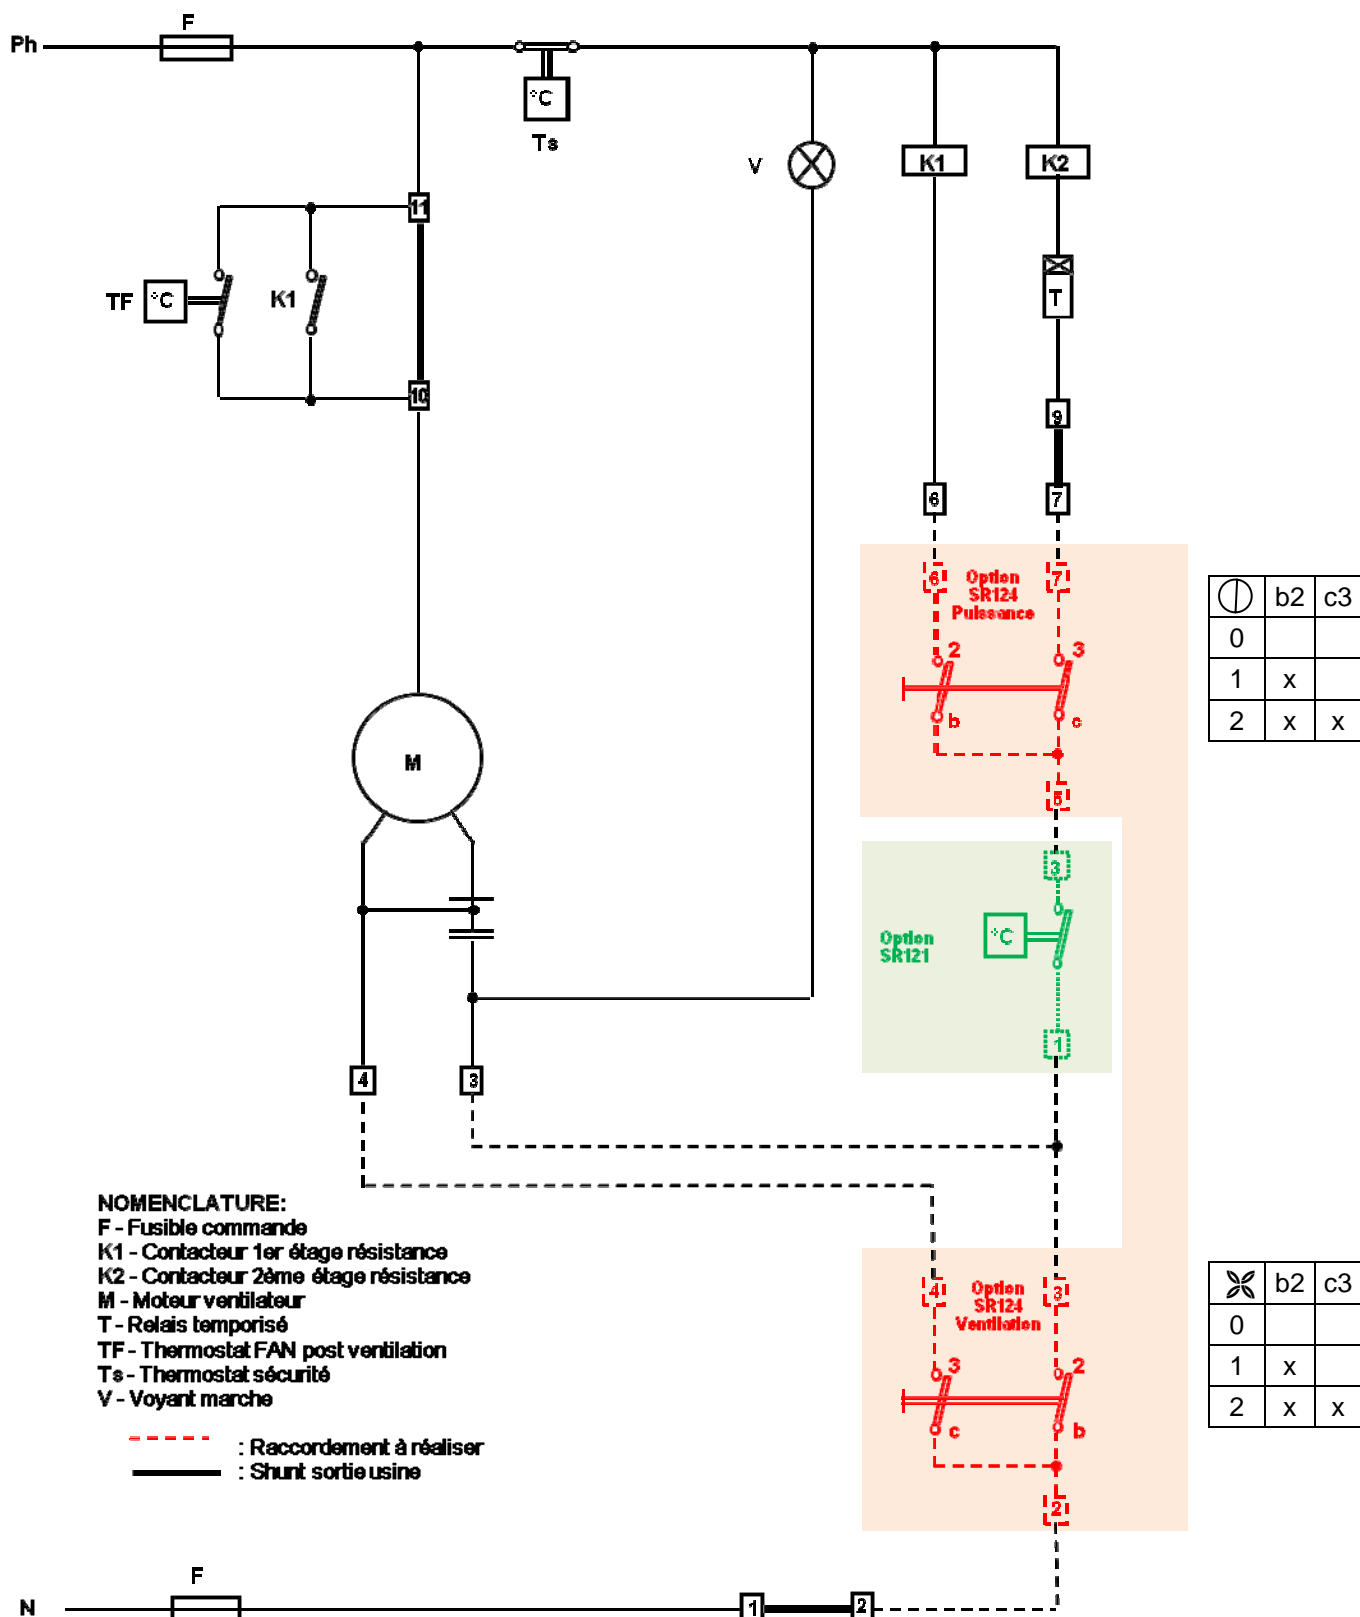 F
Ph
°C
Ts
V
K1
K2
11
TF °C
K1
T
10
9
6
7
6
Option
SR124
Puissance
7
2
3
b
c
5
b2 c3
0
1 x
2 x x
M
3
Option
SR121
°C
1
4
3
NOMENCLATURE:
F - Fusible commande
K1 - Contacteur 1er étage résistance
K2 - Contacteur 2ème étage résistance
M - Moteur ventilateur
T - Relais temporisé
TF - Thermostat FAN post ventilation
Ts - Thermostat sécurité
V - Voyant marche
: Raccordement à réaliser
: Shunt sortie usine
4
Option
SR124
Ventilation
3
3
2
c
b
2
b2 c3
0
1 x
2 x x
F
N
1
2